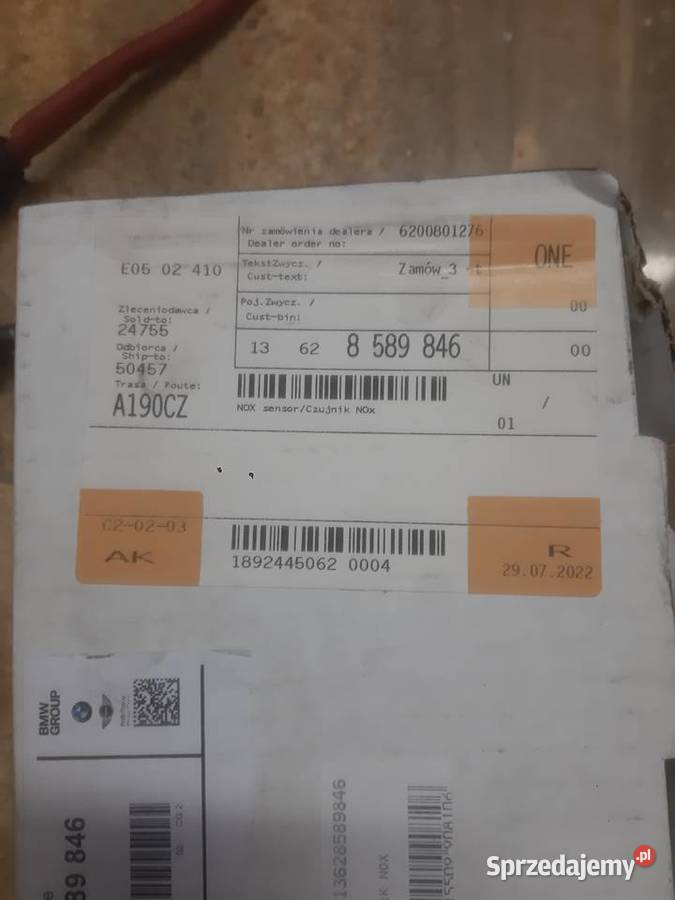 Nr zamówienia dealera / 6200801276
Dealer order no:
ONE
E05 02 410
TekstZwycz. / Zamów_3
Cust-text:
Poj.Zwycz. /
Cust-bin:
00
Zleceniodawca /
Sold-to:
24755
Odbiorca /
Ship-to:
50457
Trasa / Route:
A190CZ
13 62 8 589 846
00
NOX sensor/Czujnik NOx
UN
/
01
C2-02-03
AK
1892445062 0004
R
29.07.2022
BMW
GROUP
89 846
13628589846
NOX
Sprzedajemy.pl